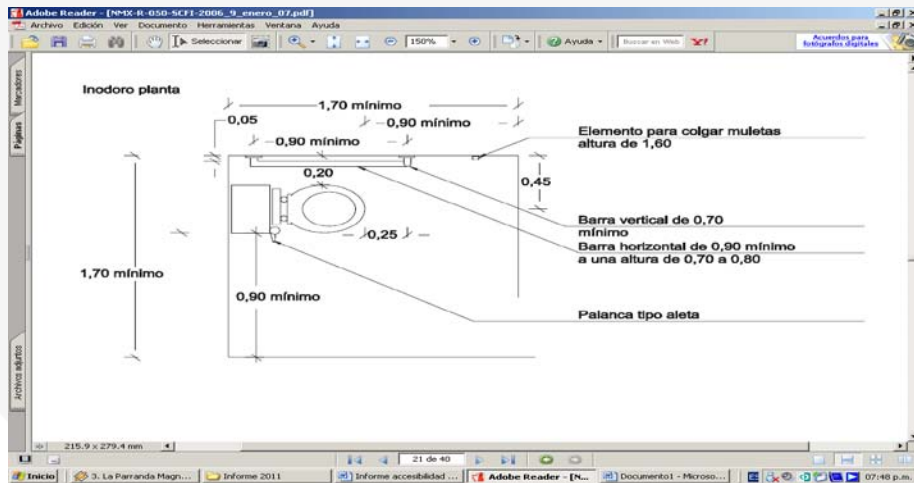 Adobe Reader - [NMX-R-050-SCFI-2006_9_enero_07.pdf]
Archivo Edición Ver Documento Herramientas Ventana Ayuda
Seleccionar 150% Ayuda Buscar en Web Y! Acuerdos para
fotógrafos digitales
Marcadores
Páginas
Archivos adjuntos
Inodoro planta
1,70 mínimo
0,05
0,90 mínimo
0,90 mínimo
Elemento para colgar muletas
altura de 1,60
0,20
0,45
Barra vertical de 0,70
mínimo
0,25
Barra horizontal de 0,90 mínimo
a una altura de 0,70 a 0,80
1,70 mínimo
0,90 mínimo
Palanca tipo aleta
215.9 x 279.4 mm
21 de 40
Inicio 3. La Parranda Magn... Informe 2011 Informe accesibilidad ... Adobe Reader - [N... Documento1 - Microso... 07:48 p.m.